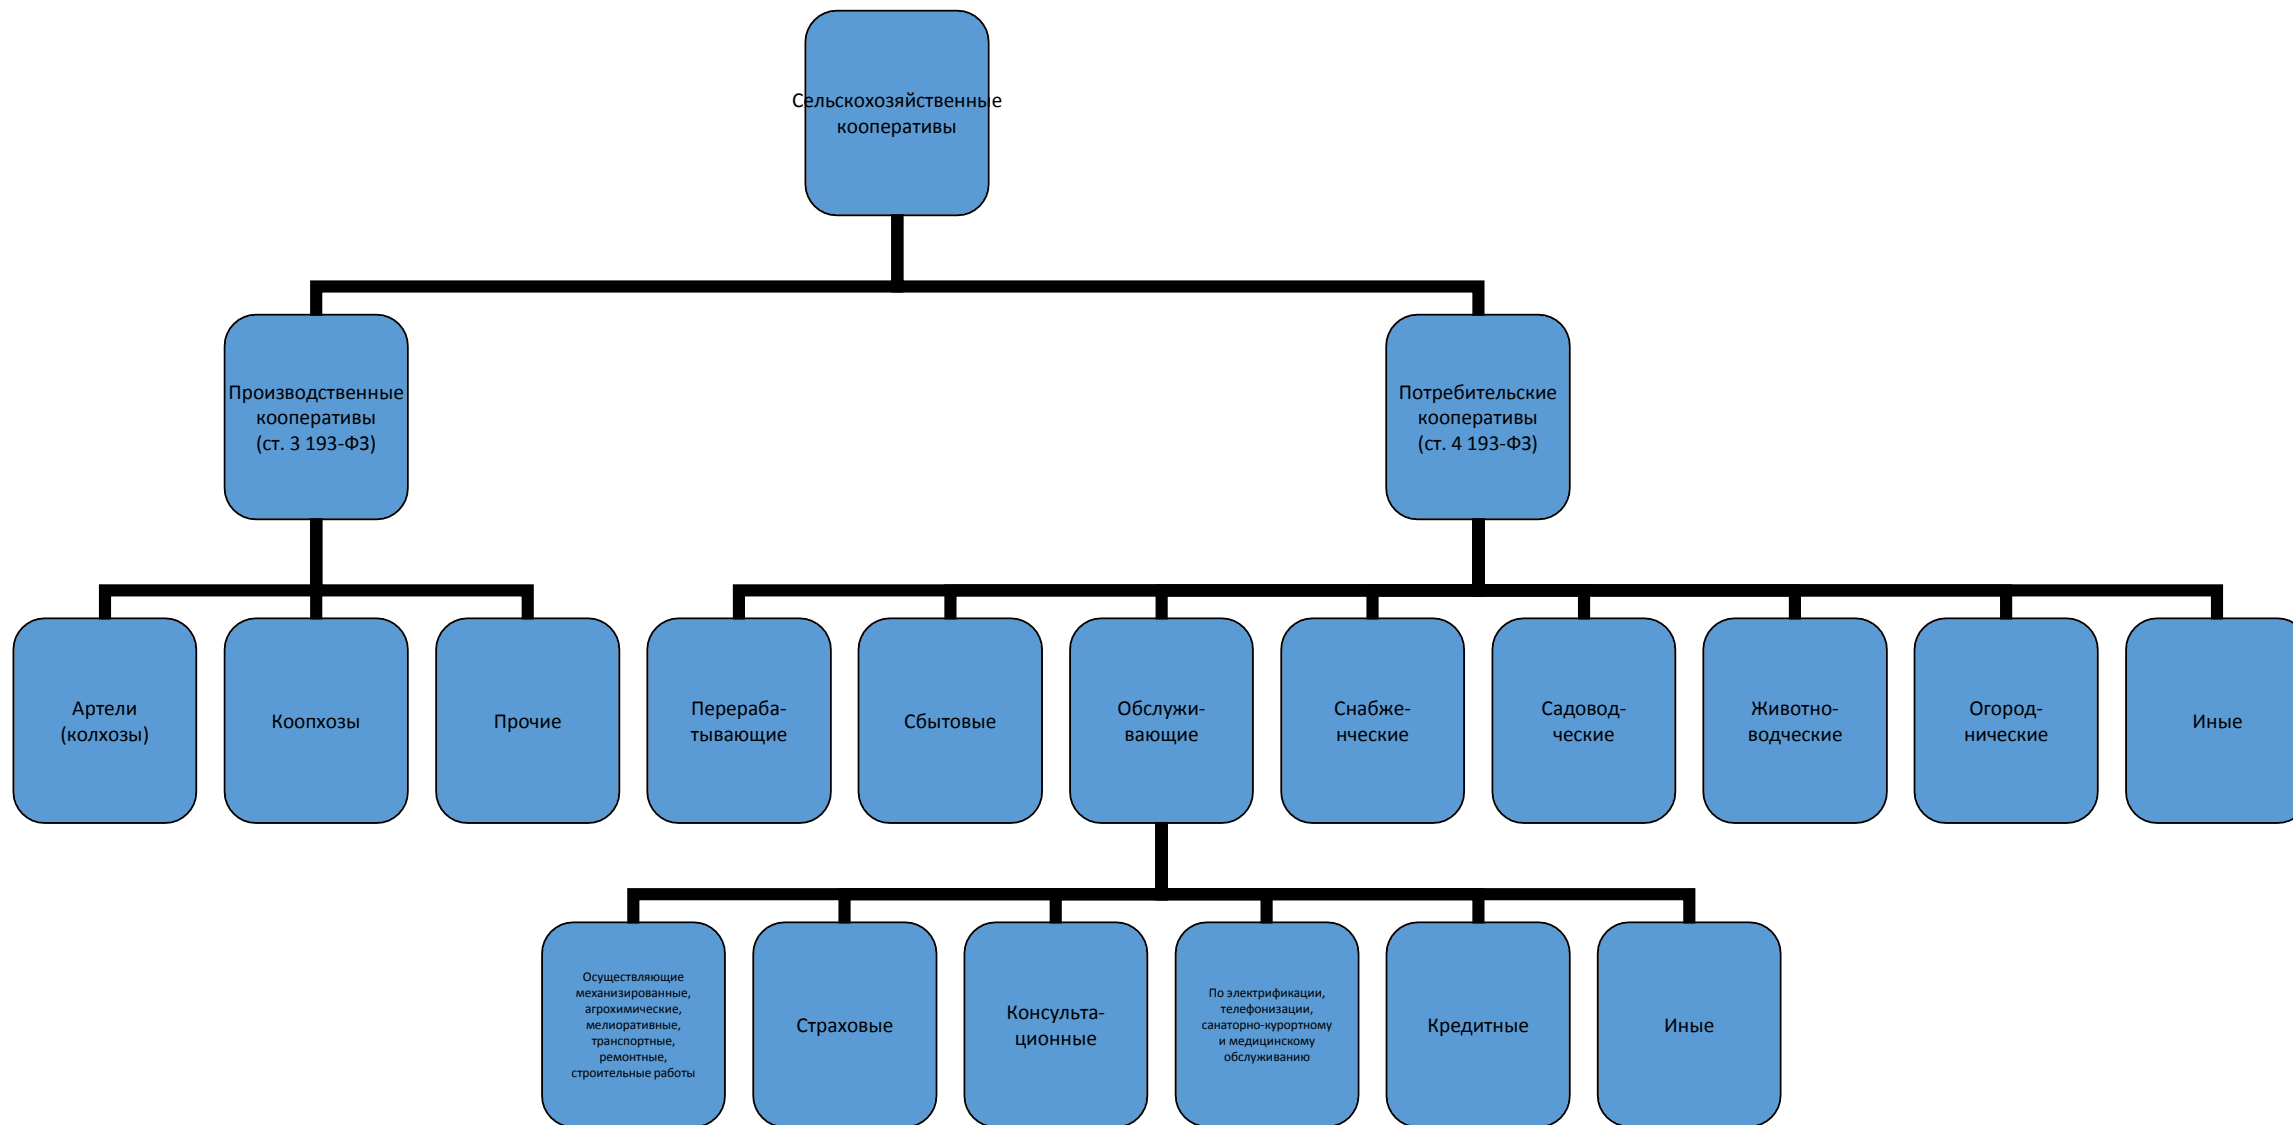 Сельскохозяйственные
кооперативы
Производственные
кооперативы
(ст. 3 193-ФЗ)
Потребительские
кооперативы
(ст. 4 193-ФЗ)
Артели
(колхозы)
Коопхозы
Прочие
Перераба-
тывающие
Сбытовые
Обслужи-
вающие
Снабже-
нческие
Садовод-
ческие
Животно-
водческие
Огород-
нические
Иные
Осуществляющие
механизированные,
агрохимические,
мелиоративные,
транспортные,
ремонтные,
строительные работы
Страховые
Консульта-
ционные
По электрификации,
телефонизации,
санаторно-курортному
и медицинскому
обслуживанию
Кредитные
Иные